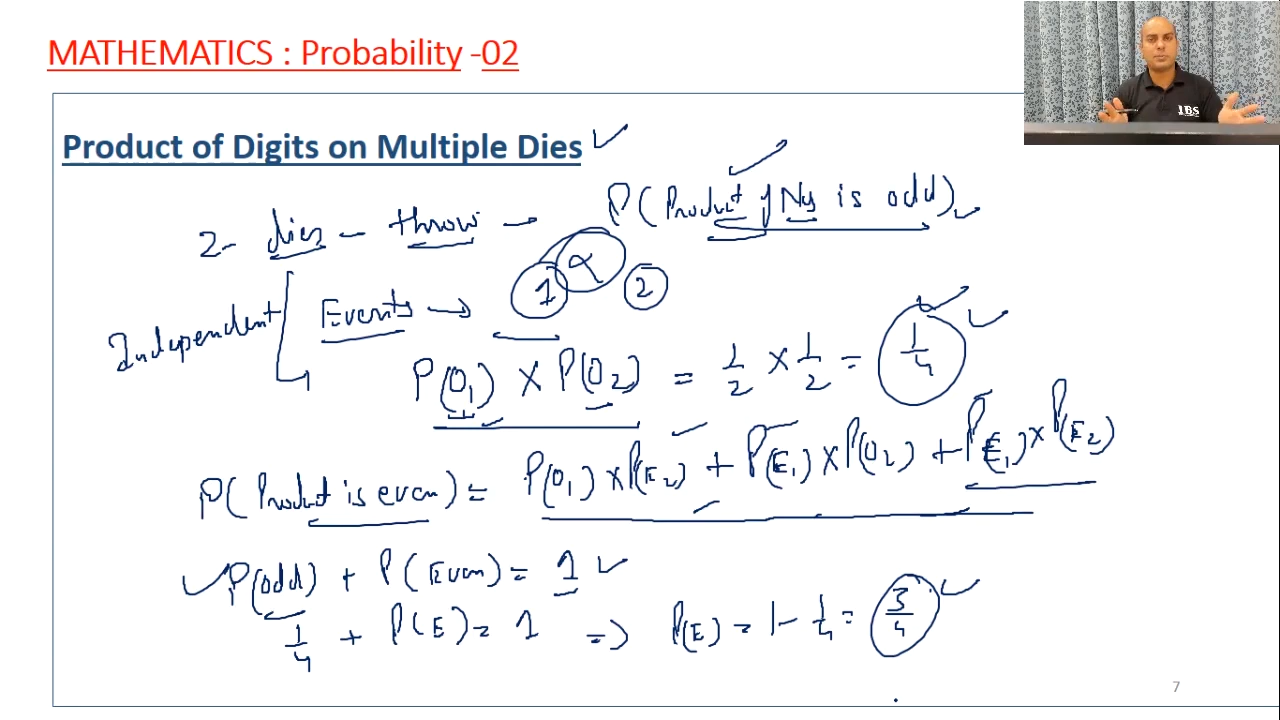 MATHEMATICS : Probability -02
IBS
Product of Digits on Multiple Dies
2- dies - throw - P(Product of Nos is odd)
Independent Events → 1 & 2
P(O1) × P(O2) = 1/2 × 1/2 = 1/4
P(Product is even) = P(O1) × P(E2) + P(E1) × P(O2) + P(E1) × P(E2)
P(odd) + P(Even) = 1
1/4 + P(E) = 1 => P(E) = 1 - 1/4 = 3/4
7